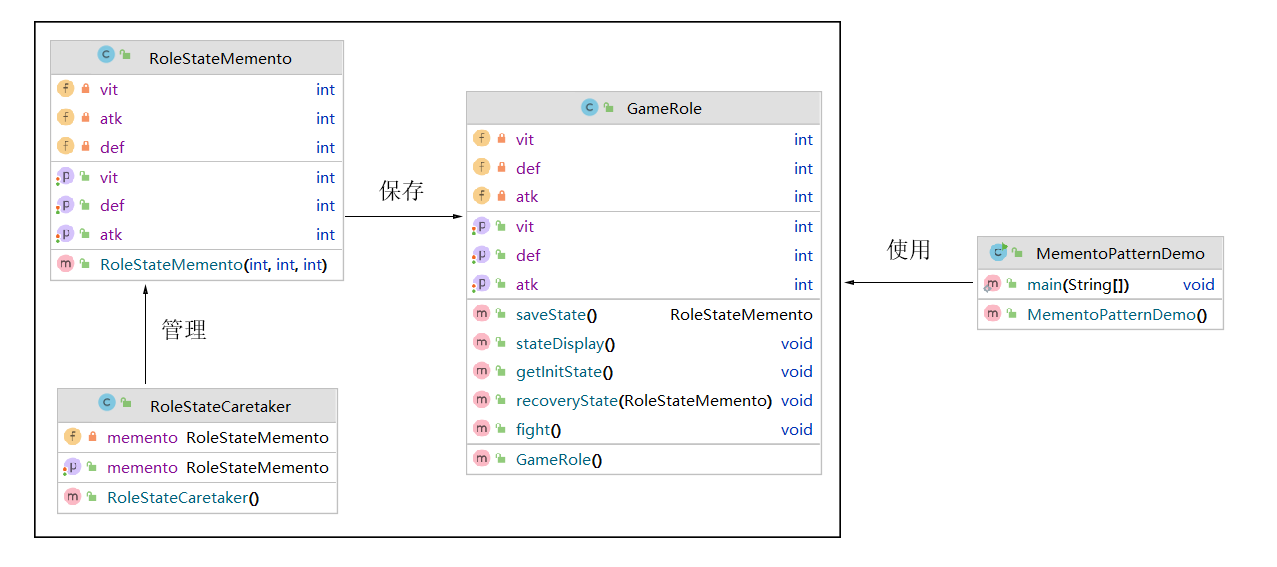 RoleStateMemento
vit int
atk int
def int
vit int
def int
atk int
RoleStateMemento(int, int, int)
管理
RoleStateCaretaker
memento RoleStateMemento
memento RoleStateMemento
RoleStateCaretaker()
保存
GameRole
vit int
def int
atk int
vit int
def int
atk int
saveState() RoleStateMemento
stateDisplay() void
getInitState() void
recoveryState(RoleStateMemento) void
fight() void
GameRole()
使用
MementoPatternDemo
main(String[]) void
MementoPatternDemo()